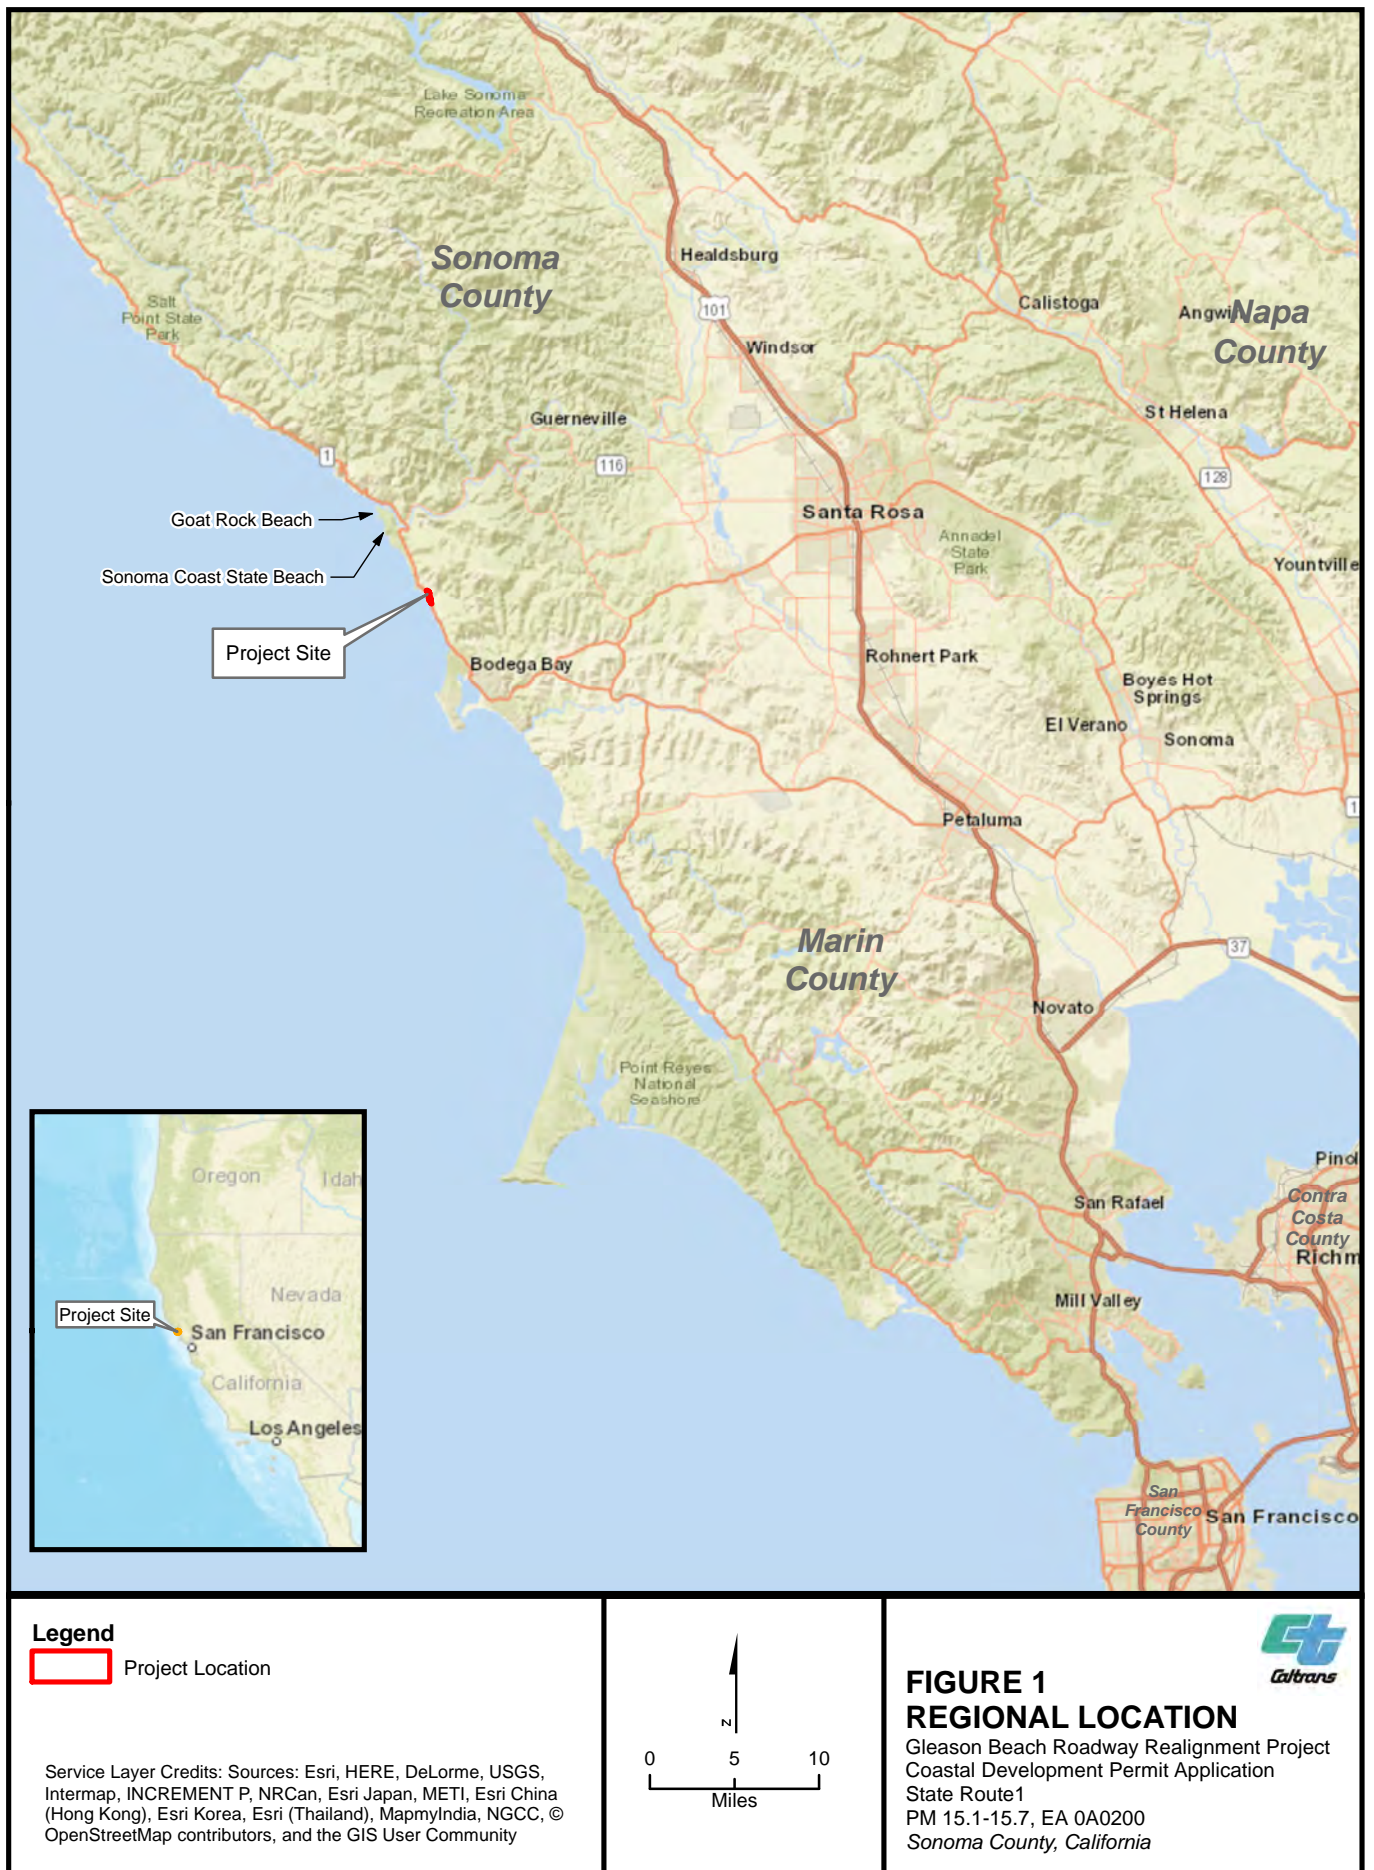 Lake Sonoma
Recreation Area
Sonoma
County
Healdsburg
101
Windsor
Calistoga
Angwin
Napa
County
Salt
Point State
Park
Guerneville
St Helena
1
116
128
Goat Rock Beach
Santa Rosa
Annadel
State
Park
Sonoma Coast State Beach
Yountville
Project Site
Bodega Bay
Rohnert Park
Boyes Hot
Springs
El Verano
Sonoma
1
Petaluma
Marin
County
37
Novato
Point Reyes
National
Seashore
Pinol
San Rafael
Contra
Costa
County
Richm
Mill Valley
San
Francisco
County
San Francisco
Oregon
Idah
Nevada
Project Site
San Francisco
California
Los Angeles
Legend
Project Location
Service Layer Credits: Sources: Esri, HERE, DeLorme, USGS,
Intermap, INCREMENT P, NRCan, Esri Japan, METI, Esri China
(Hong Kong), Esri Korea, Esri (Thailand), MapmyIndia, NGCC, ©
OpenStreetMap contributors, and the GIS User Community
N
0 5 10
Miles
Caltrans
FIGURE 1
REGIONAL LOCATION
Gleason Beach Roadway Realignment Project
Coastal Development Permit Application
State Route1
PM 15.1-15.7, EA 0A0200
Sonoma County, California